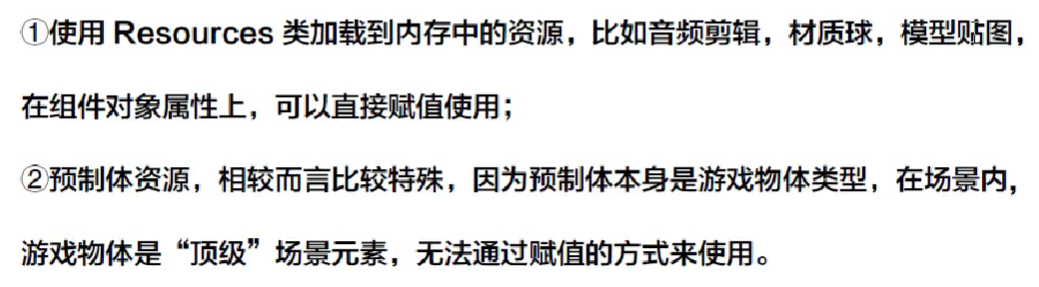 ①使用 Resources 类加载到内存中的资源，比如音频剪辑，材质球，模型贴图，
在组件对象属性上，可以直接赋值使用；
②预制体资源，相较而言比较特殊，因为预制体本身是游戏物体类型，在场景内，
游戏物体是“顶级”场景元素，无法通过赋值的方式来使用。